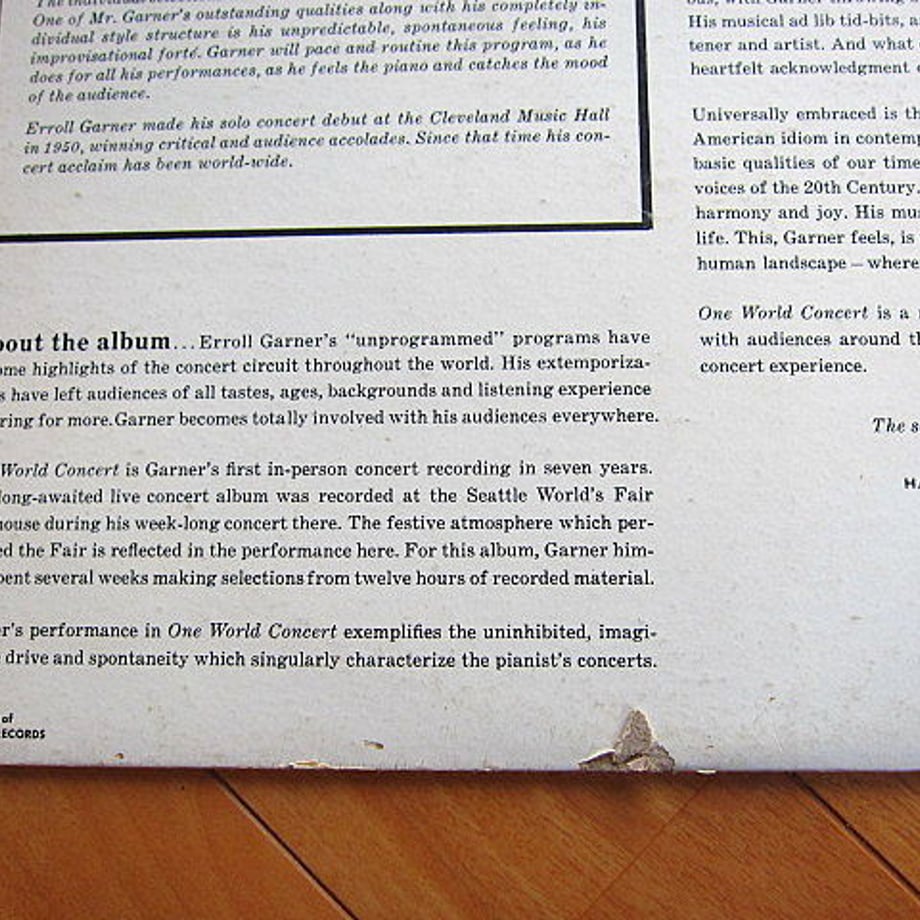 One of Mr. Garner's outstanding qualities along with his completely in-
dividual style structure is his unpredictable, spontaneous feeling, his
improvisational forté. Garner will pace and routine this program, as he
does for all his performances, as he feels the piano and catches the mood
of the audience.
Erroll Garner made his solo concert debut at the Cleveland Music Hall
in 1950, winning critical and audience accolades. Since that time his con-
cert acclaim has been world-wide.
out the album... Erroll Garner's "unprogrammed" programs have
ome highlights of the concert circuit throughout the world. His extemporiza-
s have left audiences of all tastes, ages, backgrounds and listening experience
ring for more. Garner becomes totally involved with his audiences everywhere.
World Concert is Garner's first in-person concert recording in seven years.
long-awaited live concert album was recorded at the Seattle World's Fair
ouse during his week-long concert there. The festive atmosphere which per-
ed the Fair is reflected in the performance here. For this album, Garner him-
pent several weeks making selections from twelve hours of recorded material.
er's performance in One World Concert exemplifies the uninhibited, imagi-
drive and spontaneity which singularly characterize the pianist's concerts.
of
ECORDS
His musical ad lib tid-bits, a
tener and artist. And what
heartfelt acknowledgment
Universally embraced is th
American idiom in contemp
basic qualities of our time
voices of the 20th Century.
harmony and joy. His mu
life. This, Garner feels, is
human landscape – where
One World Concert is a
with audiences around t
concert experience.
The s
HA